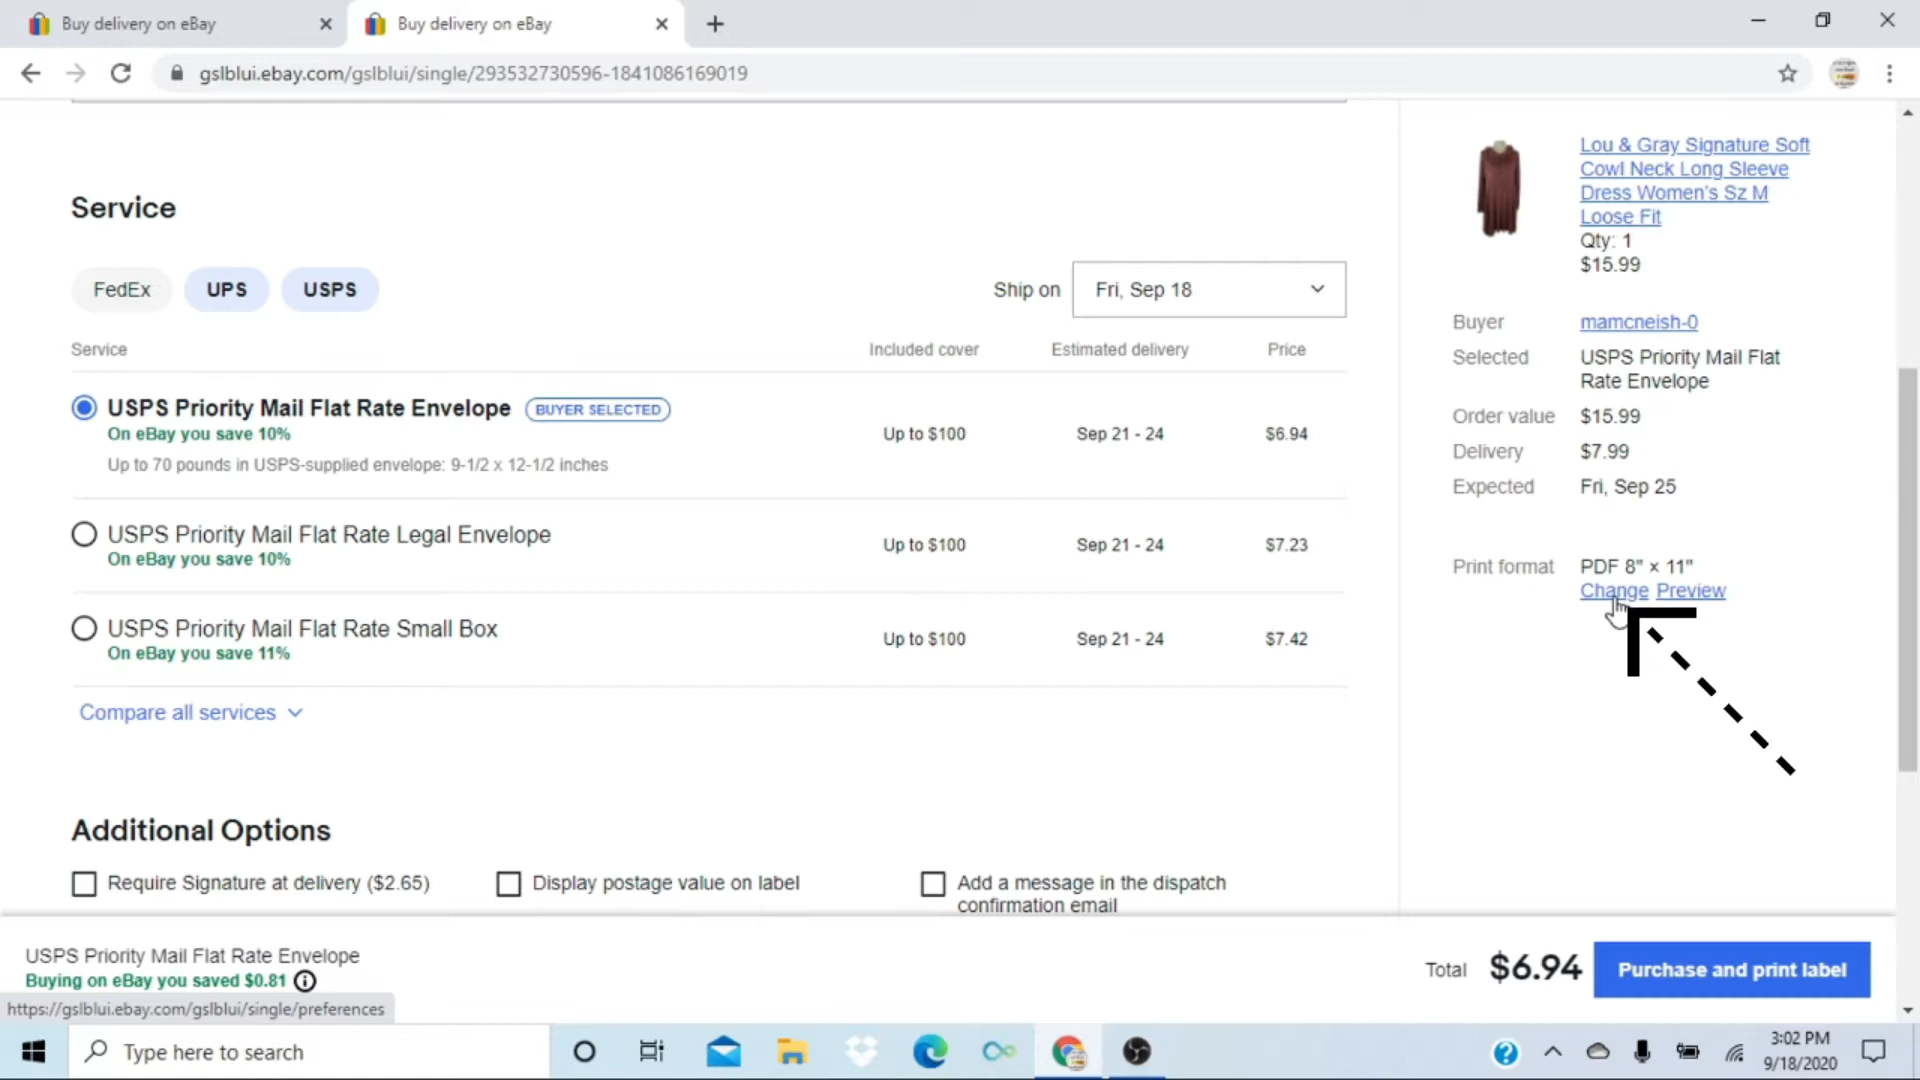 Buy delivery on eBay
Buy delivery on eBay
gslblui.ebay.com/gslblui/single/293532730596-1841086169019
Service
FedEx UPS USPS
Ship on Fri, Sep 18
Service Included cover Estimated delivery Price
USPS Priority Mail Flat Rate Envelope BUYER SELECTED
On eBay you save 10%
Up to $100 Sep 21 - 24 $6.94
Up to 70 pounds in USPS-supplied envelope: 9-1/2 x 12-1/2 inches
USPS Priority Mail Flat Rate Legal Envelope
On eBay you save 10%
Up to $100 Sep 21 - 24 $7.23
USPS Priority Mail Flat Rate Small Box
On eBay you save 11%
Up to $100 Sep 21 - 24 $7.42
Compare all services
Additional Options
Require Signature at delivery ($2.65)
Display postage value on label
Add a message in the dispatch
confirmation email
Lou & Gray Signature Soft
Cowl Neck Long Sleeve
Dress Women's Sz M
Loose Fit
Qty: 1
$15.99
Buyer mamcneish-0
Selected USPS Priority Mail Flat
Rate Envelope
Order value $15.99
Delivery $7.99
Expected Fri, Sep 25
Print format PDF 8" x 11"
Change Preview
USPS Priority Mail Flat Rate Envelope
Buying on eBay you saved $0.81
Total $6.94 Purchase and print label
https://gslblui.ebay.com/gslblui/single/preferences
Type here to search
3:02 PM
9/18/2020